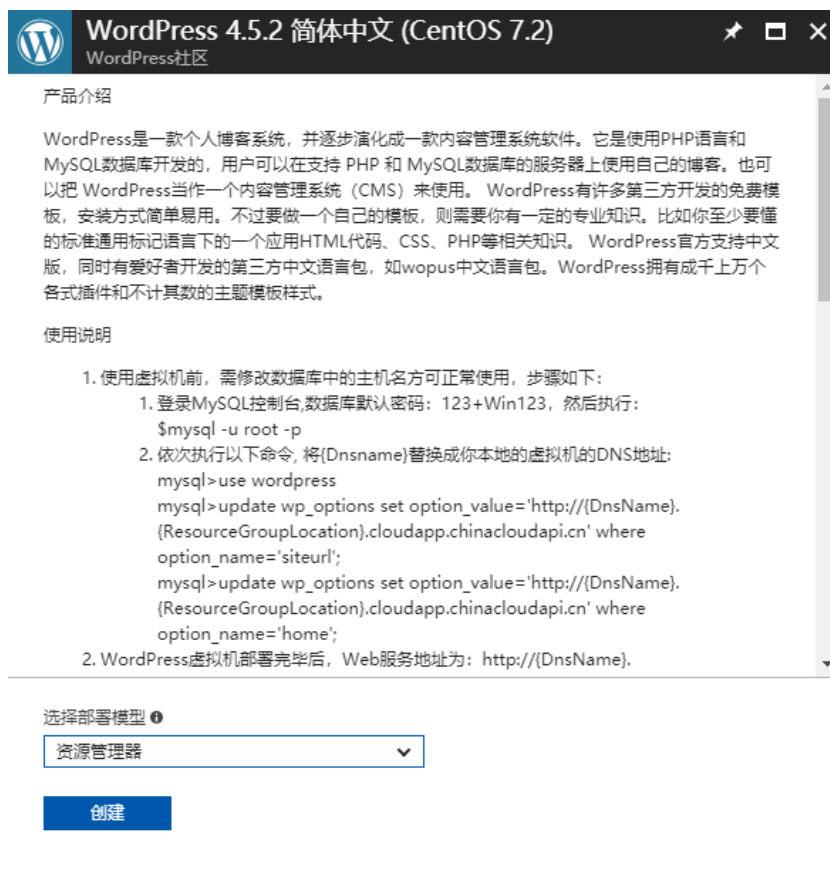 WordPress 4.5.2 简体中文 (CentOS 7.2)
WordPress社区
产品介绍
WordPress是一款个人博客系统，并逐步演化成一款内容管理系统软件。它是使用PHP语言和
MySQL数据库开发的，用户可以在支持 PHP 和 MySQL数据库的服务器上使用自己的博客。也可
以把 WordPress当作一个内容管理系统（CMS）来使用。 WordPress有许多第三方开发的免费模
板，安装方式简单易用。不过要做一个自己的模板，则需要你有一定的专业知识。比如你至少要懂
的标准通用标记语言下的一个应用HTML代码、CSS、PHP等相关知识。 WordPress官方支持中文
版，同时有爱好者开发的第三方中文语言包，如wopus中文语言包。WordPress拥有成千上万个
各式插件和不计其数的主题模板样式。
使用说明
1. 使用虚拟机前，需修改数据库中的主机名方可正常使用，步骤如下：
1. 登录MySQL控制台,数据库默认密码：123+Win123，然后执行：
$mysql -u root -p
2. 依次执行以下命令, 将{Dnsname}替换成你本地的虚拟机的DNS地址:
mysql>use wordpress
mysql>update wp_options set option_value='http://{DnsName}.
{ResourceGroupLocation}.cloudapp.chinacloudapi.cn' where
option_name='siteurl';
mysql>update wp_options set option_value='http://{DnsName}.
{ResourceGroupLocation}.cloudapp.chinacloudapi.cn' where
option_name='home';
2. WordPress虚拟机部署完毕后，Web服务地址为：http://{DnsName}.
选择部署模型
资源管理器
创建